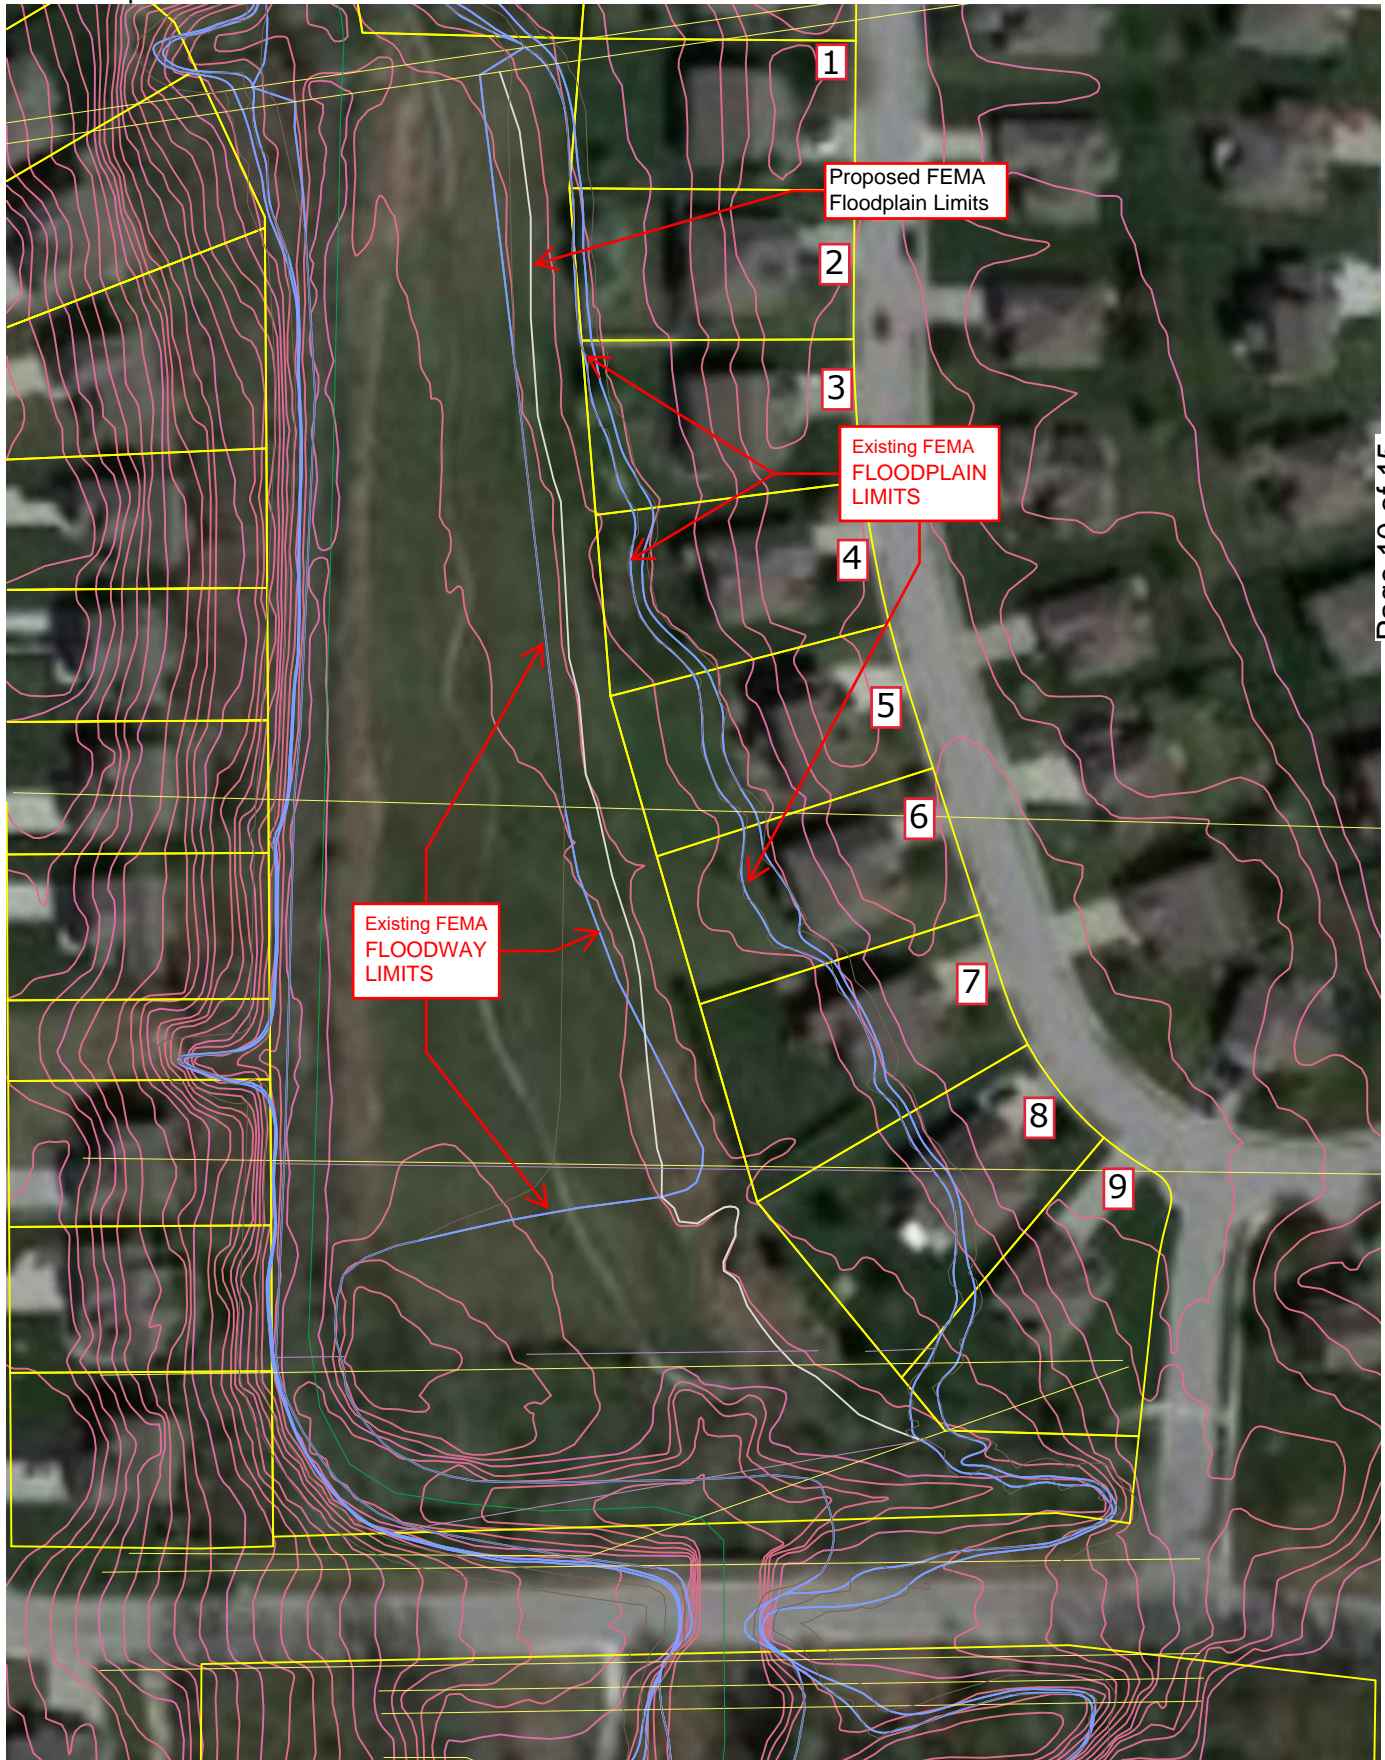 1
Proposed FEMA
Floodplain Limits
2
3
Existing FEMA
FLOODPLAIN
LIMITS
4
5
6
Existing FEMA
FLOODWAY
LIMITS
7
8
9